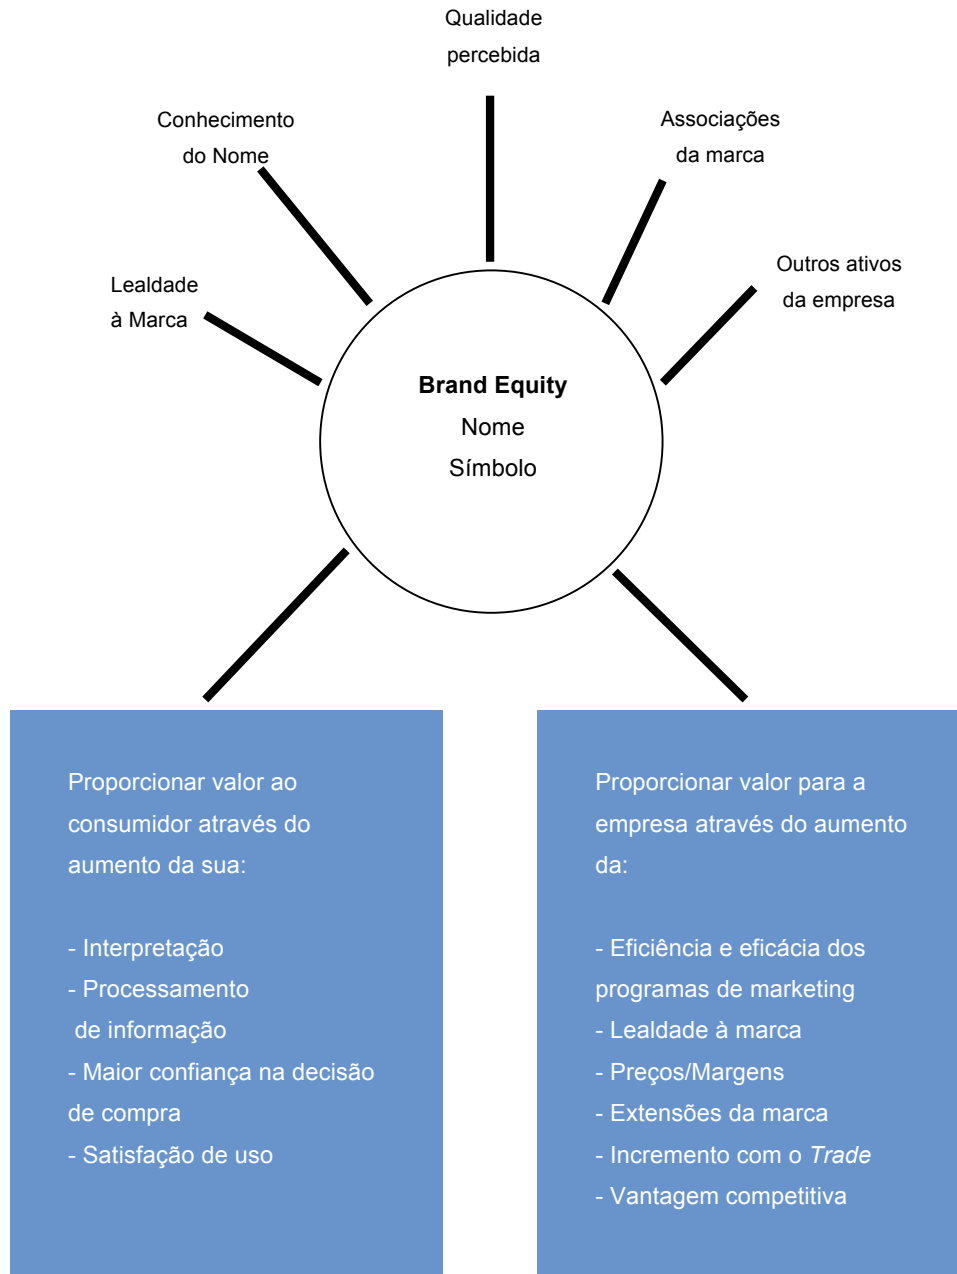 Qualidade
percebida
Conhecimento
do Nome
Associações
da marca
Lealdade
à Marca
Outros ativos
da empresa
Brand Equity
Nome
Símbolo
Proporcionar valor ao
consumidor através do
aumento da sua:
- Interpretação
- Processamento
de informação
- Maior confiança na decisão
de compra
- Satisfação de uso
Proporcionar valor para a
empresa através do aumento
da:
- Eficiência e eficácia dos
programas de marketing
- Lealdade à marca
- Preços/Margens
- Extensões da marca
- Incremento com o Trade
- Vantagem competitiva